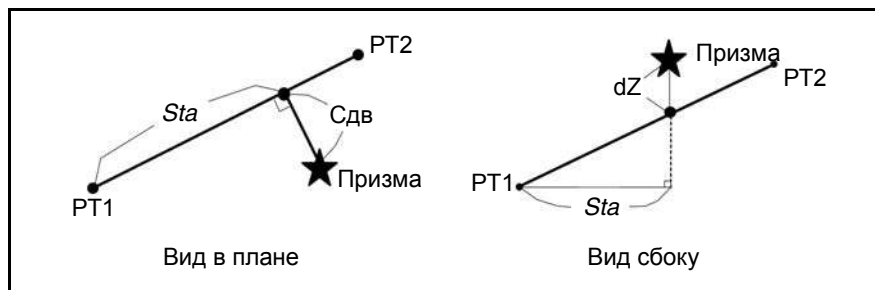 PT2
Sta
Сдв
Призма
PT1
Вид в плане
Призма
PT2
dZ
PT1
Sta
Вид сбоку